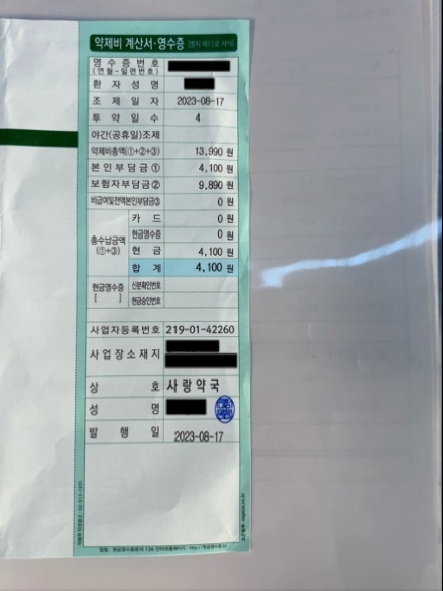 약제비 계산서·영수증 [별지 제11호 서식]
영수증번호
(연월-일련번호)
환자성명
조제일자 2023-08-17
투약일수 4
야간(공휴일)조제
약제비총액(①+②+③) 13,990 원
본인부담금① 4,100 원
보험자부담금② 9,890 원
비급여및전액본인부담금③ 0 원
총수납금액
(①+③)
카드 0 원
현금영수증 0 원
현금 4,100 원
합계 4,100 원
현금영수증
[ ]
신분확인번호
현금승인번호
사업자등록번호 219-01-42260
사업장소재지
상호 사랑약국
성명
발행일 2023-08-17